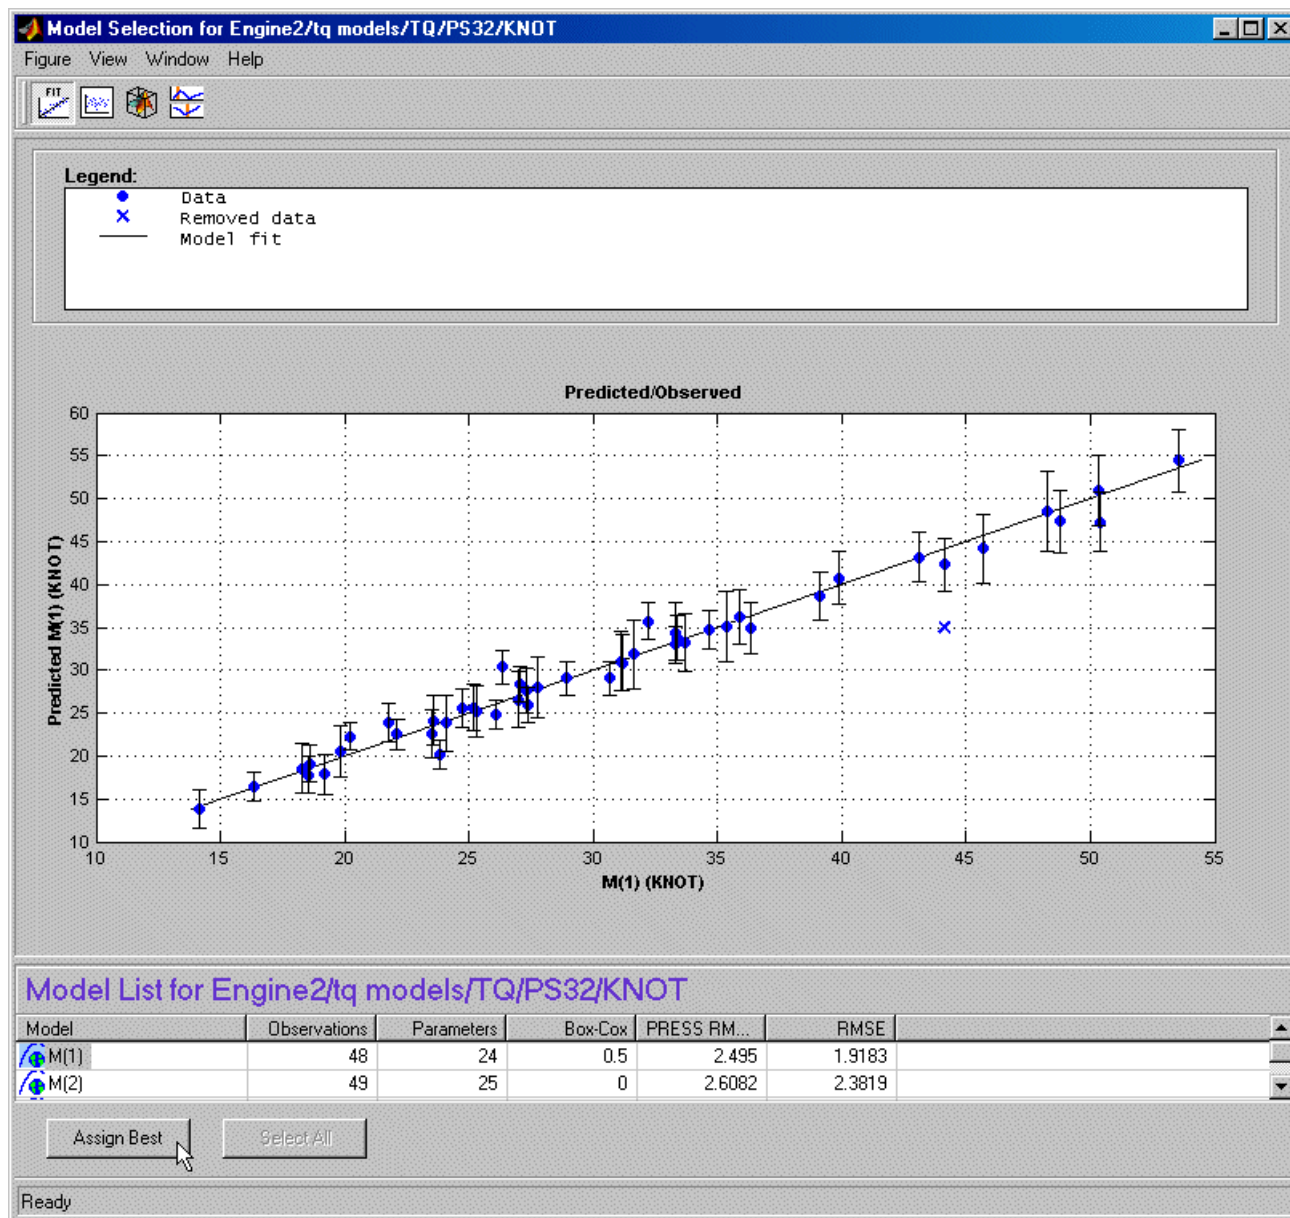 Model Selection for Engine2/tq models/TQ/PS32/KNOT
Figure View Window Help
FIT
Legend:
Data
Removed data
Model fit
Predicted/Observed
60
55
50
45
40
35
30
25
20
15
10
Predicted M(1) (KNOT)
10 15 20 25 30 35 40 45 50 55
M(1) (KNOT)
Model List for Engine2/tq models/TQ/PS32/KNOT
Model Observations Parameters Box-Cox PRESS RM... RMSE
M(1) 48 24 0.5 2.495 1.9183
M(2) 49 25 0 2.6082 2.3819
Assign Best Select All
Ready